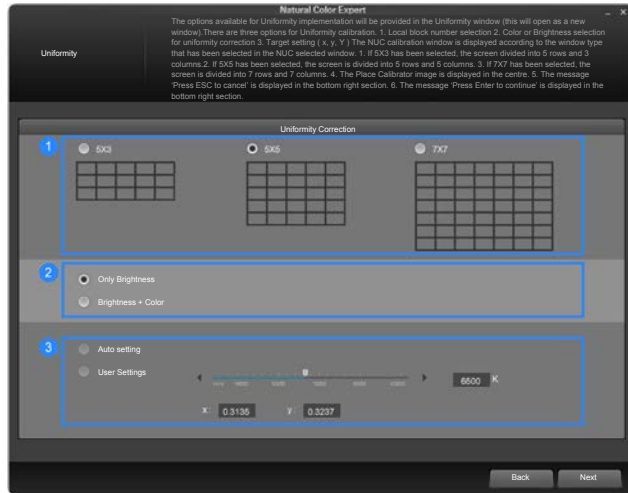 Natural Color Expert
The options available for Uniformity implementation will be provided in the Uniformity window (this will open as a new
window).There are three options for Uniformity calibration. 1. Local block number selection 2. Color or Brightness selection
for uniformity correction 3. Target setting ( x, y, Y ) The NUC calibration window is displayed according to the window type
that has been selected in the NUC selected window. 1. If 5X3 has been selected, the screen is divided into 5 rows and 3
columns.2. If 5X5 has been selected, the screen is divided into 5 rows and 5 columns. 3. If 7X7 has been selected, the
screen is divided into 7 rows and 7 columns. 4. The Place Calibrator image is displayed in the centre. 5. The message
'Press ESC to cancel' is displayed in the bottom right section. 6. The message 'Press Enter to continue' is displayed in the
bottom right section.
Uniformity
Uniformity Correction
1
5X3 5X5 7X7
2
Only Brightness
Brightness + Color
3
Auto setting
User Settings
6500 K
x: 0.3135 y: 0.3237
Back Next